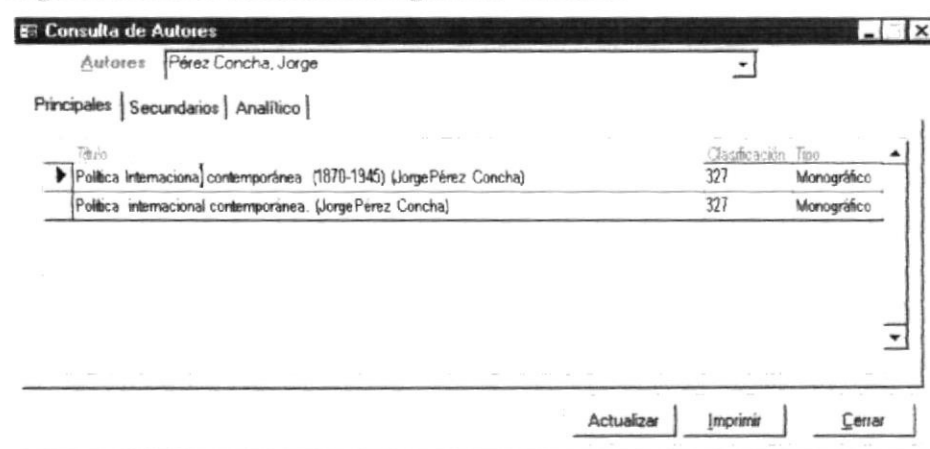 Consulta de Autores
Autores Pérez Concha, Jorge
Principales Secundarios Analítico
Título Clasificación Tipo
Política Internacional contemporánea (1870-1945) (Jorge Pérez Concha) 327 Monográfico
Política internacional contemporánea. (Jorge Pérez Concha) 327 Monográfico
Actualizar Imprimir Cerrar